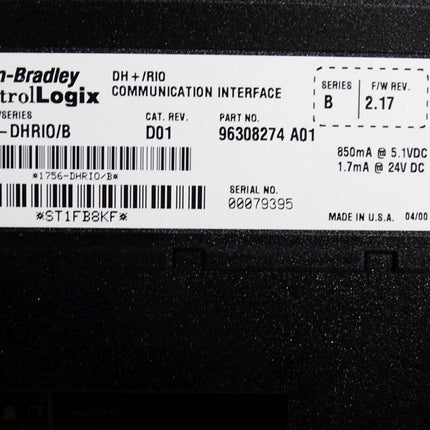 n-Bradley
trolLogix
DH+/RIO
COMMUNICATION INTERFACE
SERIES
B
F/W REV.
2.17
/SERIES
-DHRIO/B
CAT. REV.
D01
PART NO.
96308274 A01
850mA @ 5.1VDC
1.7mA @ 24V DC
*1756-DHRIO/B*
SERIAL NO.
00079395
*ST1FB8KF*
MADE IN U.S.A. 04/00